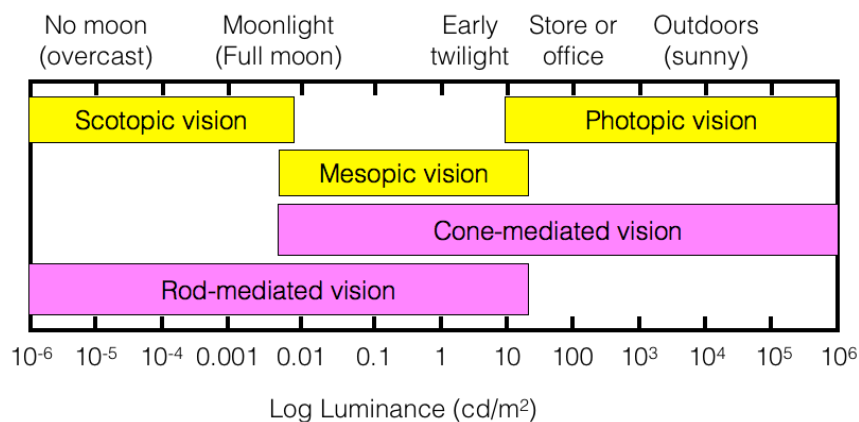 No moon Moonlight Early Store or Outdoors
(overcast) (Full moon) twilight office (sunny)
Scotopic vision Photopic vision
Mesopic vision
Cone-mediated vision
Rod-mediated vision
10⁻⁶ 10⁻⁵ 10⁻⁴ 0.001 0.01 0.1 1 10 100 10³ 10⁴ 10⁵ 10⁶
Log Luminance (cd/m²)